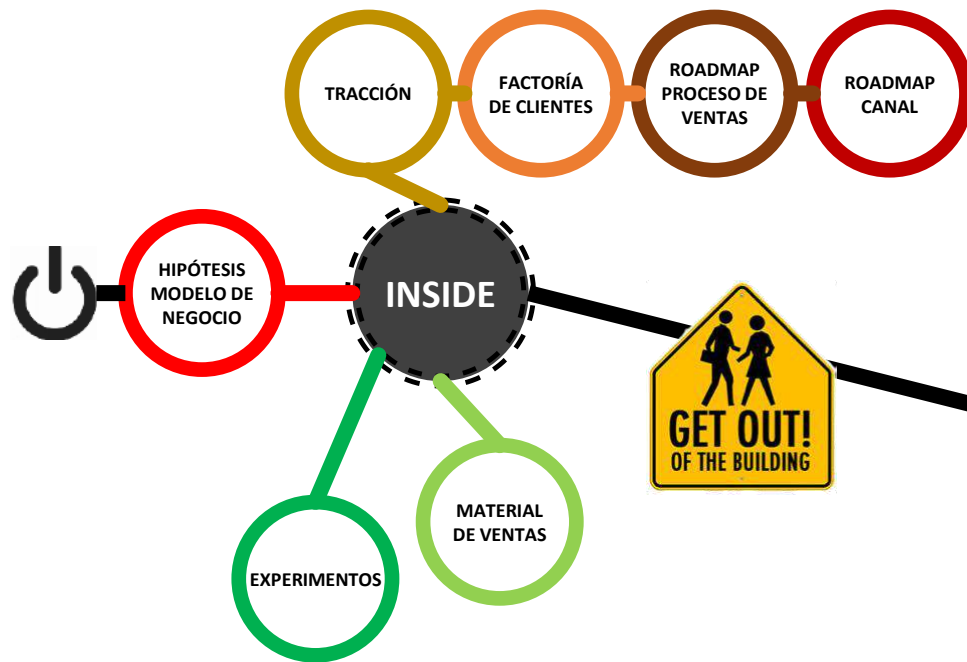 TRACCIÓN
FACTORÍA
DE CLIENTES
ROADMAP
PROCESO DE
VENTAS
ROADMAP
CANAL
HIPÓTESIS
MODELO DE
NEGOCIO
INSIDE
GET OUT!
OF THE BUILDING
MATERIAL
DE VENTAS
EXPERIMENTOS